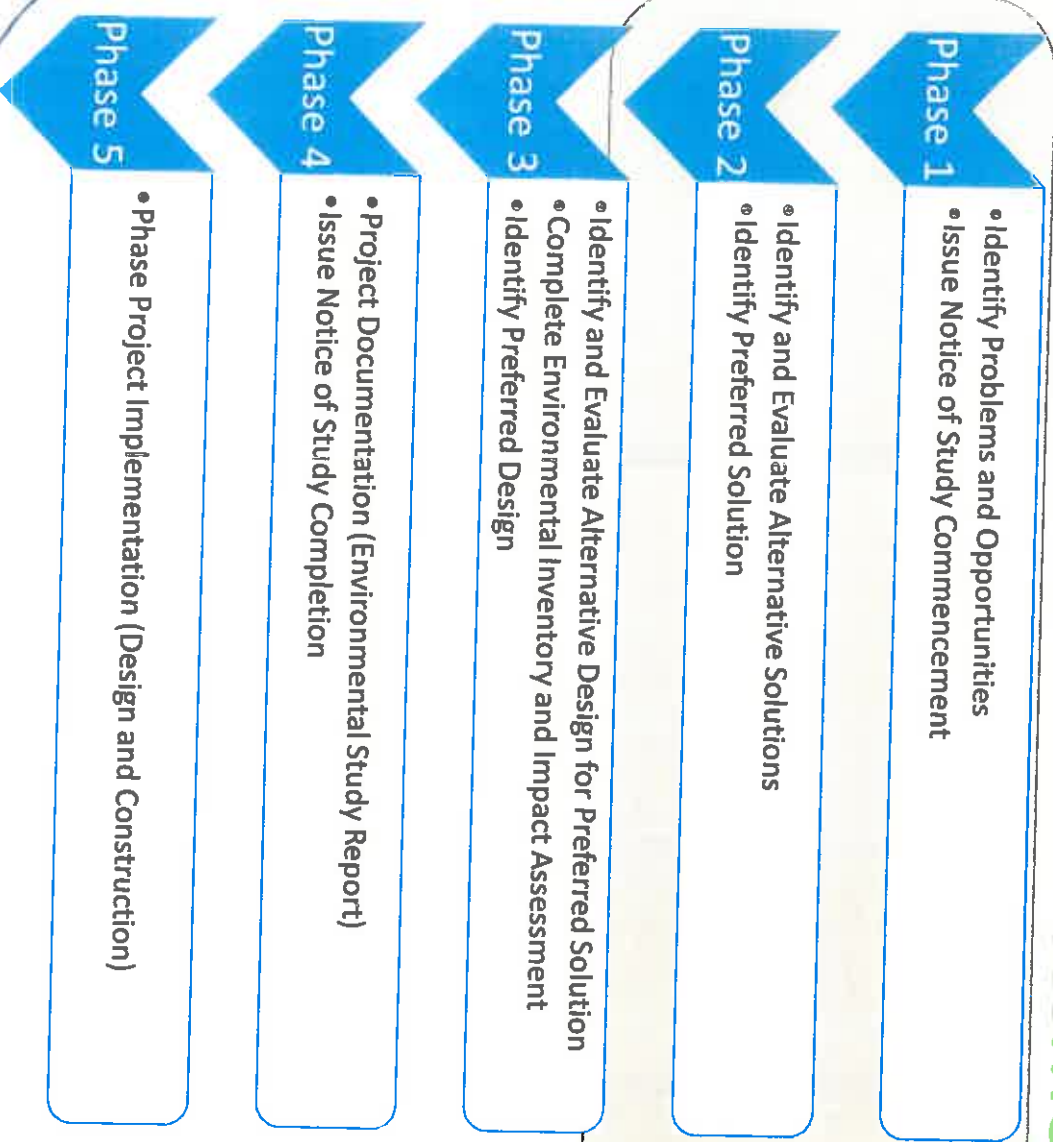 Phase 1
•Identify Problems and Opportunities
•Issue Notice of Study Commencement
Phase 2
•Identify and Evaluate Alternative Solutions
•Identify Preferred Solution
Phase 3
•Identify and Evaluate Alternative Design for Preferred Solution
•Complete Environmental Inventory and Impact Assessment
•Identify Preferred Design
Phase 4
•Project Documentation (Environmental Study Report)
•Issue Notice of Study Completion
Phase 5
•Phase Project Implementation (Design and Construction)